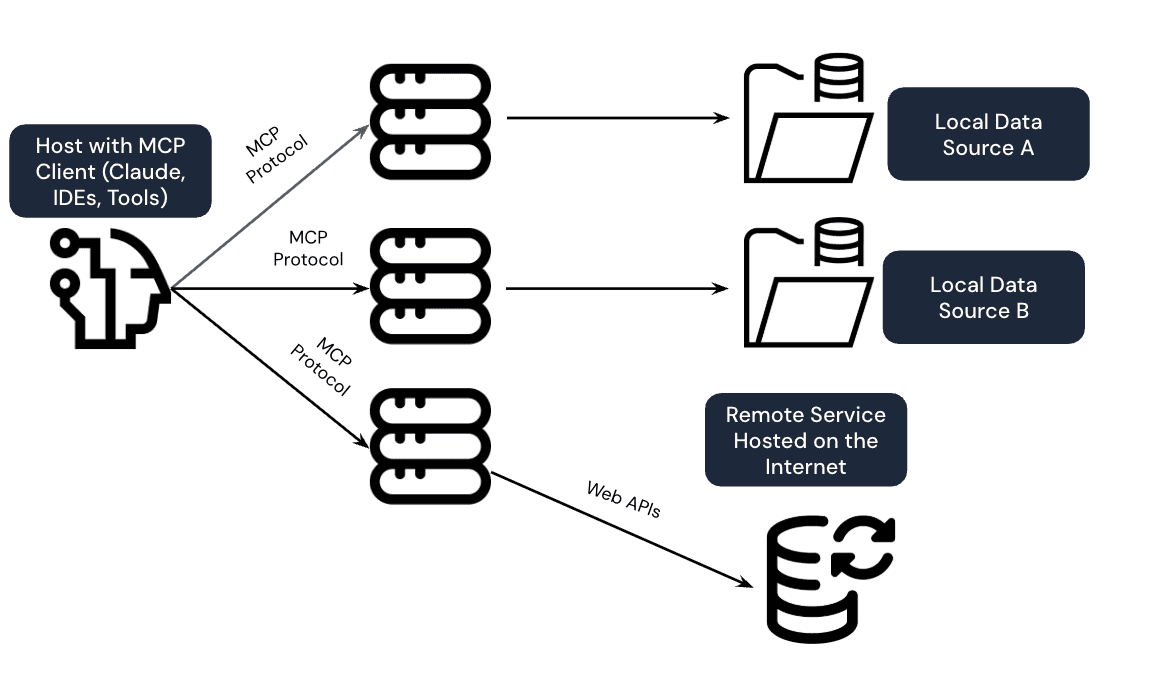 Host with MCP
Client (Claude,
IDEs, Tools)
MCP
Protocol
MCP
Protocol
MCP
Protocol
Local Data
Source A
Local Data
Source B
Remote Service
Hosted on the
Internet
Web APIs